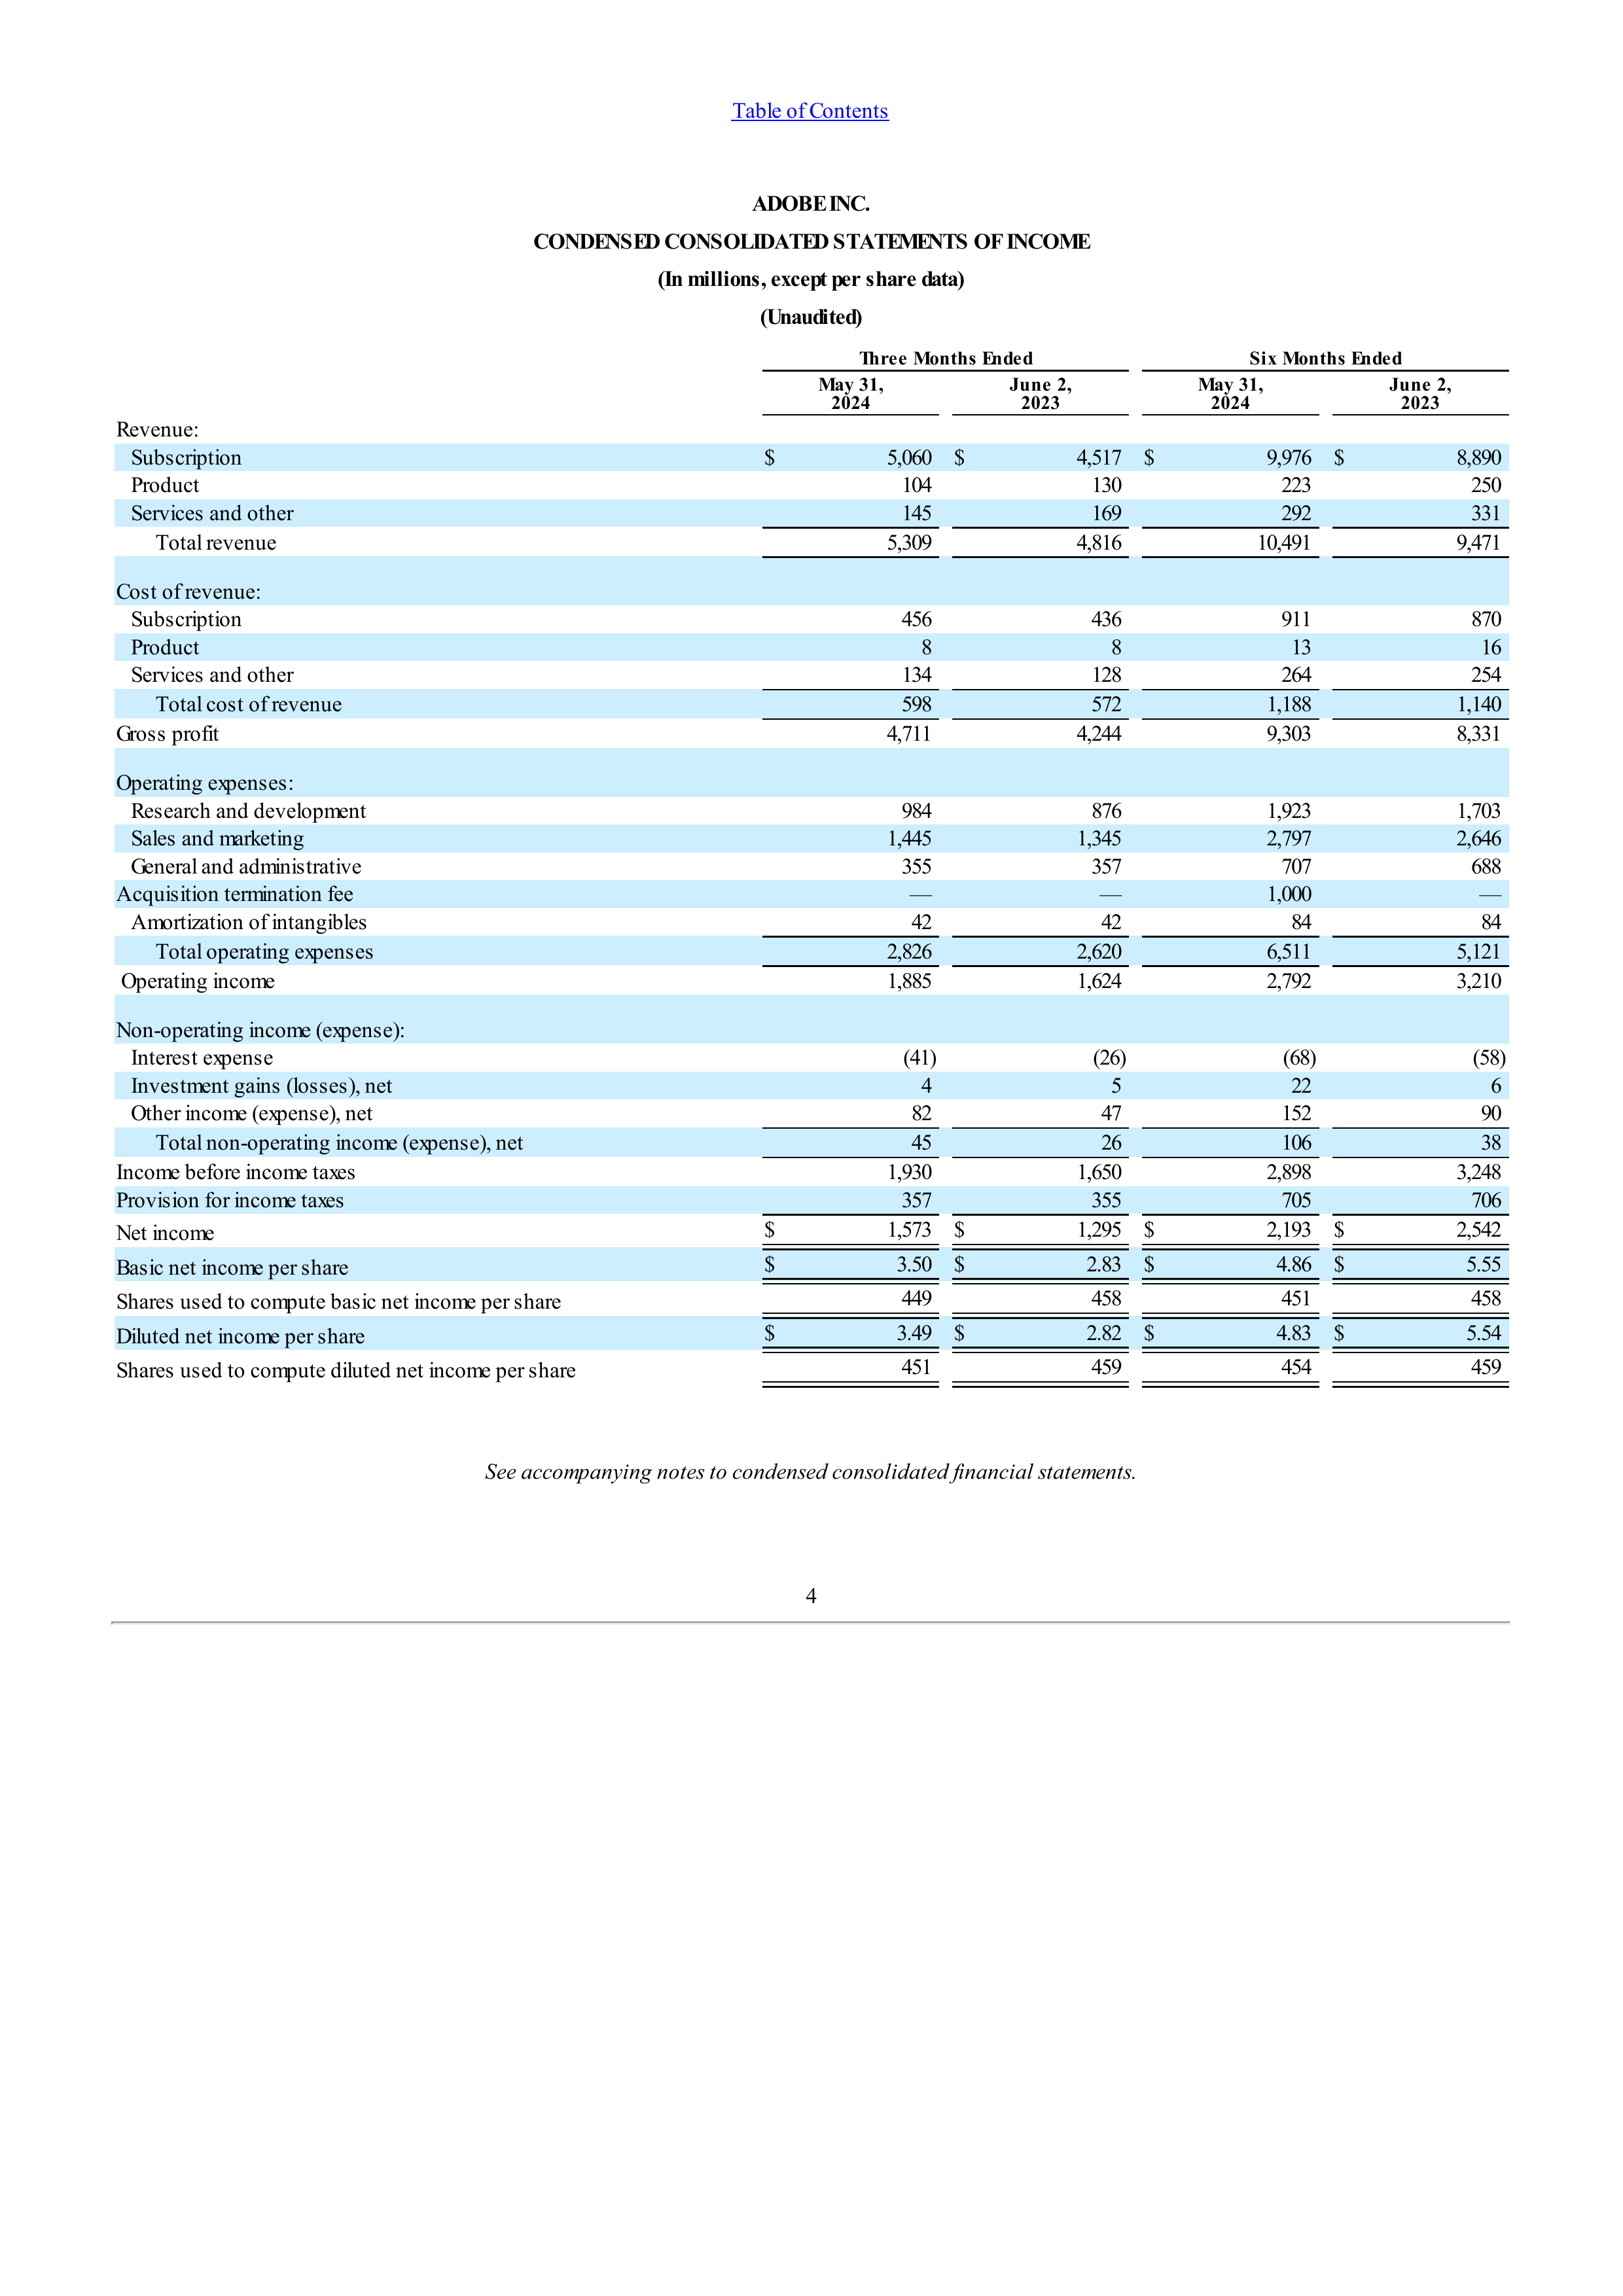 Table of Contents
ADOBE INC.
CONDENSED CONSOLIDATED STATEMENTS OF INCOME
(In millions, except per share data)
(Unaudited)
Three Months Ended Six Months Ended
May 31, 2024 June 2, 2023 May 31, 2024 June 2, 2023
Revenue:
Subscription $ 5,060 $ 4,517 $ 9,976 $ 8,890
Product 104 130 223 250
Services and other 145 169 292 331
Total revenue 5,309 4,816 10,491 9,471
Cost of revenue:
Subscription 456 436 911 870
Product 8 8 13 16
Services and other 134 128 264 254
Total cost of revenue 598 572 1,188 1,140
Gross profit 4,711 4,244 9,303 8,331
Operating expenses:
Research and development 984 876 1,923 1,703
Sales and marketing 1,445 1,345 2,797 2,646
General and administrative 355 357 707 688
Acquisition termination fee — — 1,000 —
Amortization of intangibles 42 42 84 84
Total operating expenses 2,826 2,620 6,511 5,121
Operating income 1,885 1,624 2,792 3,210
Non-operating income (expense):
Interest expense (41) (26) (68) (58)
Investment gains (losses), net 4 5 22 6
Other income (expense), net 82 47 152 90
Total non-operating income (expense), net 45 26 106 38
Income before income taxes 1,930 1,650 2,898 3,248
Provision for income taxes 357 355 705 706
Net income $ 1,573 $ 1,295 $ 2,193 $ 2,542
Basic net income per share $ 3.50 $ 2.83 $ 4.86 $ 5.55
Shares used to compute basic net income per share 449 458 451 458
Diluted net income per share $ 3.49 $ 2.82 $ 4.83 $ 5.54
Shares used to compute diluted net income per share 451 459 454 459
See accompanying notes to condensed consolidated financial statements.
4